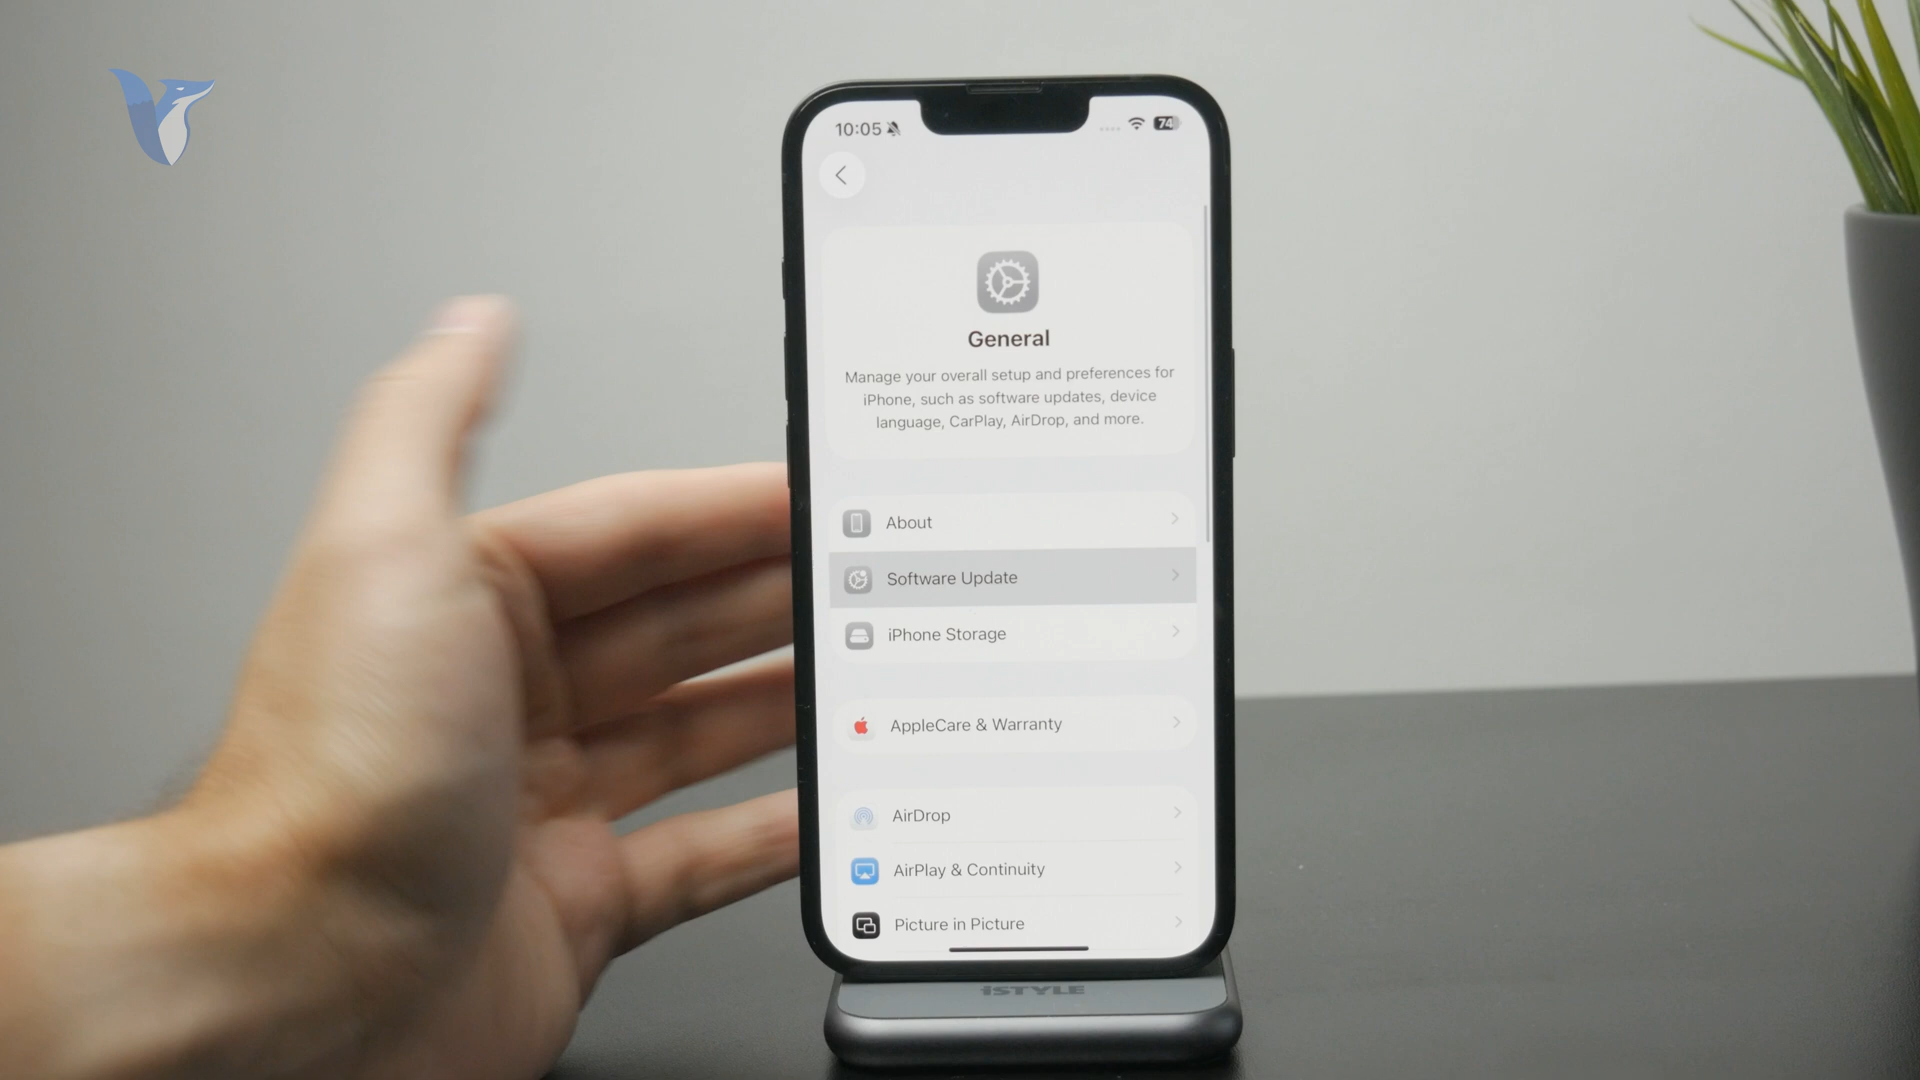 10:05
74
General
Manage your overall setup and preferences for
iPhone, such as software updates, device
language, CarPlay, AirDrop, and more.
About
Software Update
iPhone Storage
AppleCare & Warranty
AirDrop
AirPlay & Continuity
Picture in Picture
iSTYLE